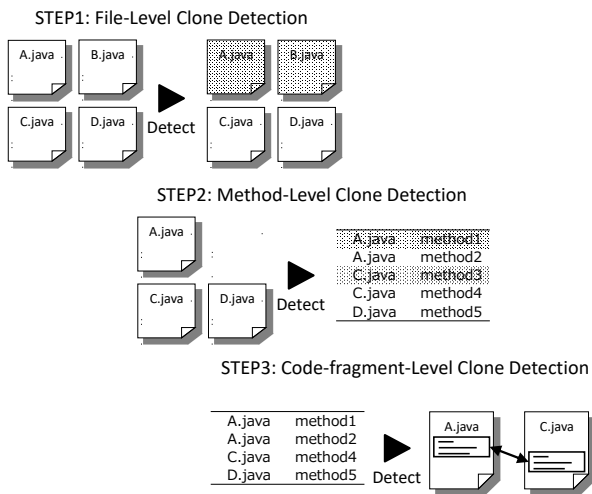 STEP1: File-Level Clone Detection
A.java B.java A.java B.java
C.java D.java Detect C.java D.java
STEP2: Method-Level Clone Detection
A.java
C.java D.java Detect
A.java method1
A.java method2
C.java method3
C.java method4
D.java method5
STEP3: Code-fragment-Level Clone Detection
A.java method1
A.java method2
C.java method4
D.java method5
Detect
A.java C.java